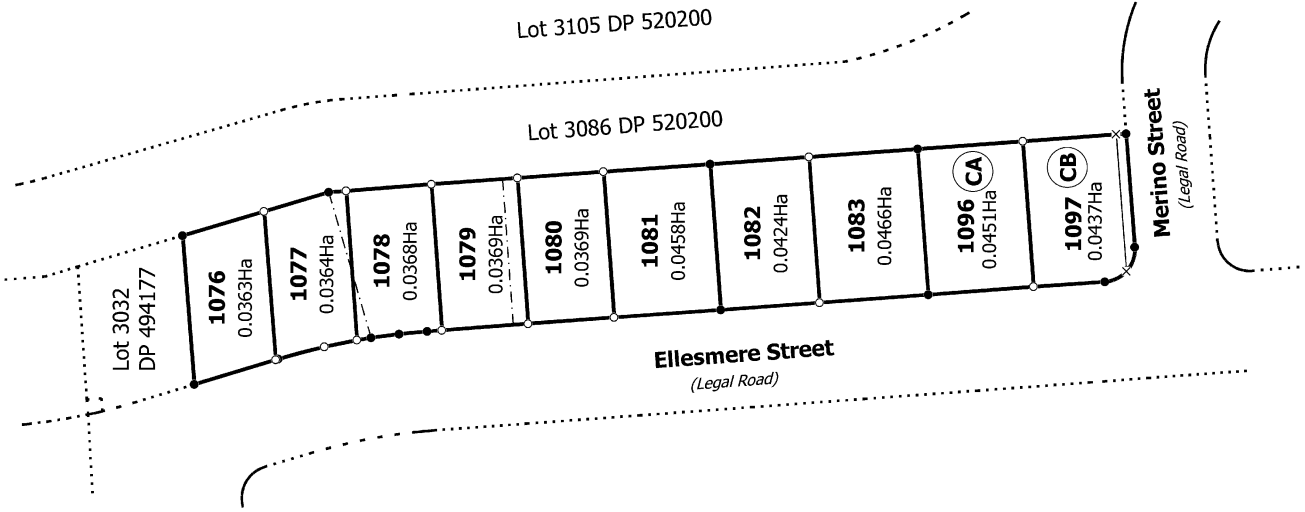 Lot 3105 DP 520200
Lot 3086 DP 520200
Merino Street
(Legal Road)
Lot 3032
DP 494177
1076
0.0363Ha
1077
0.0364Ha
1078
0.0368Ha
1079
0.0369Ha
1080
0.0369Ha
1081
0.0458Ha
1082
0.0424Ha
1083
0.0466Ha
1096 CA
0.0451Ha
1097 CB
0.0437Ha
Ellesmere Street
(Legal Road)